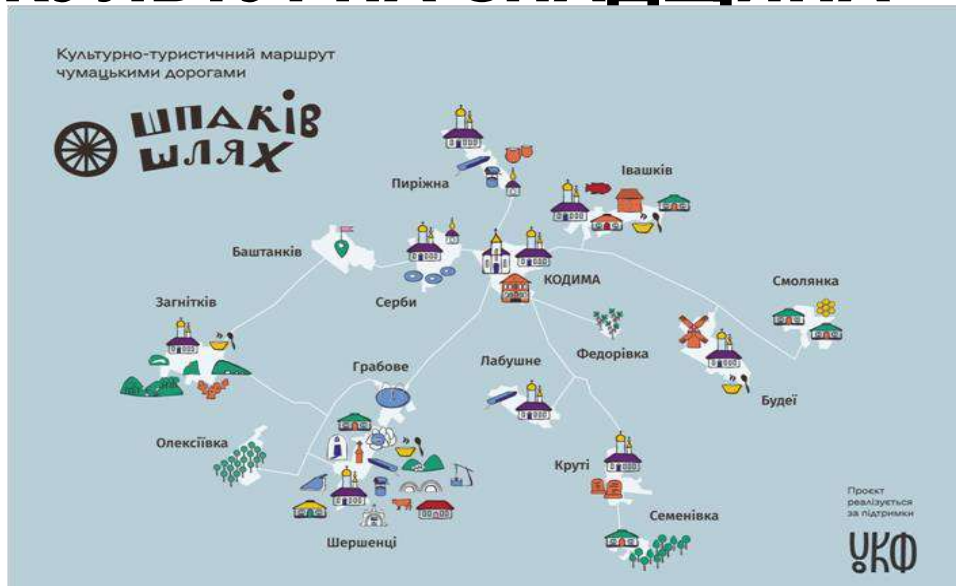 Культурно-туристичний маршрут
чумацькими дорогами
ШПАКІВ
ШЛЯХ
Пиріжна
Івашків
Баштанків
КОДИМА
Серби
Смолянка
Загнітків
Федорівка
Лабушне
Грабове
Будеї
Олексіївка
Круті
Семенівка
Шершенці
Проєкт
реалізується
за підтримки
УКФ